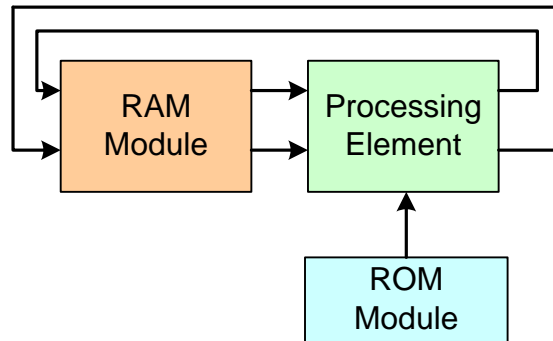 RAM
Module
Processing
Element
ROM
Module